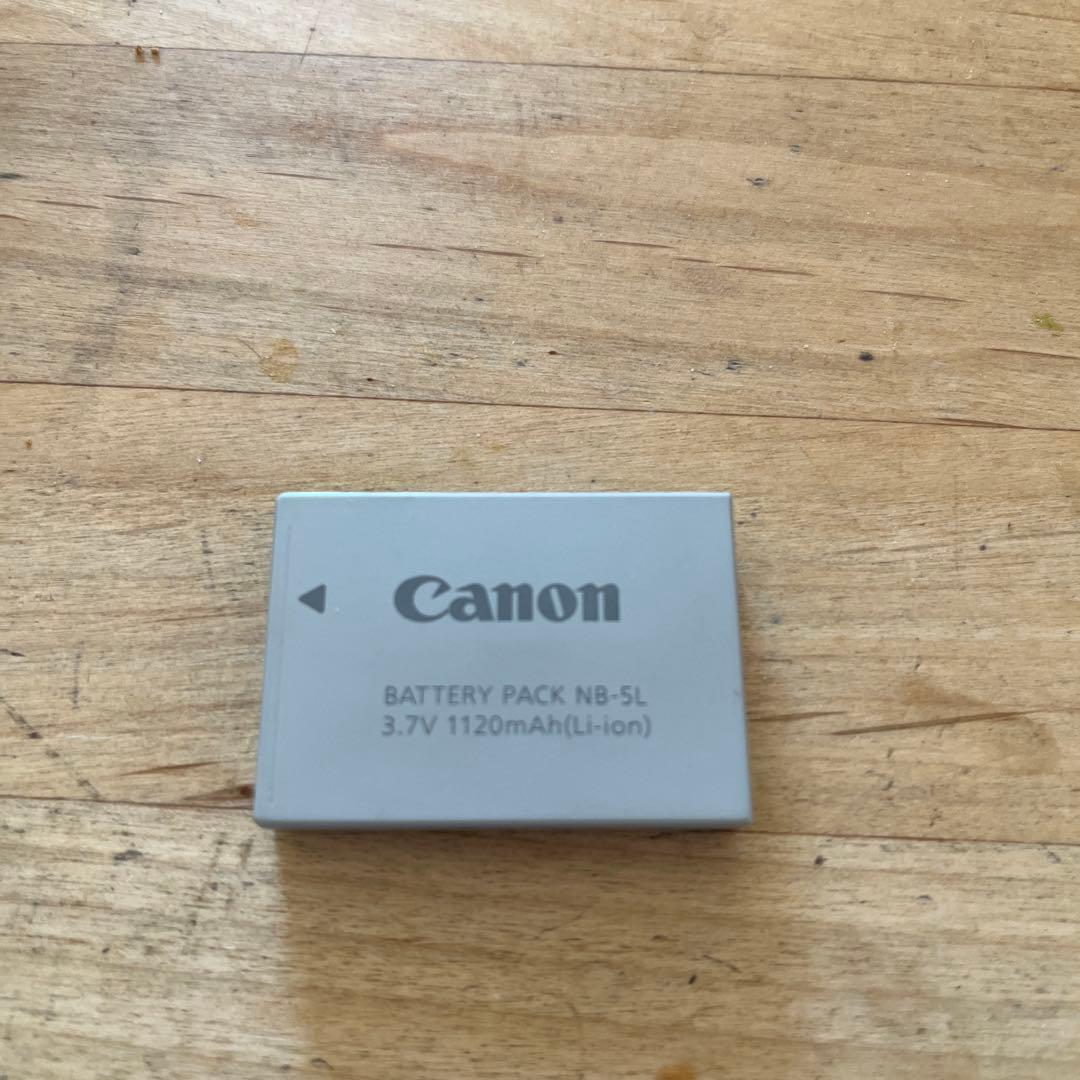 Canon
BATTERY PACK NB-5L
3.7V 1120mAh(Li-ion)